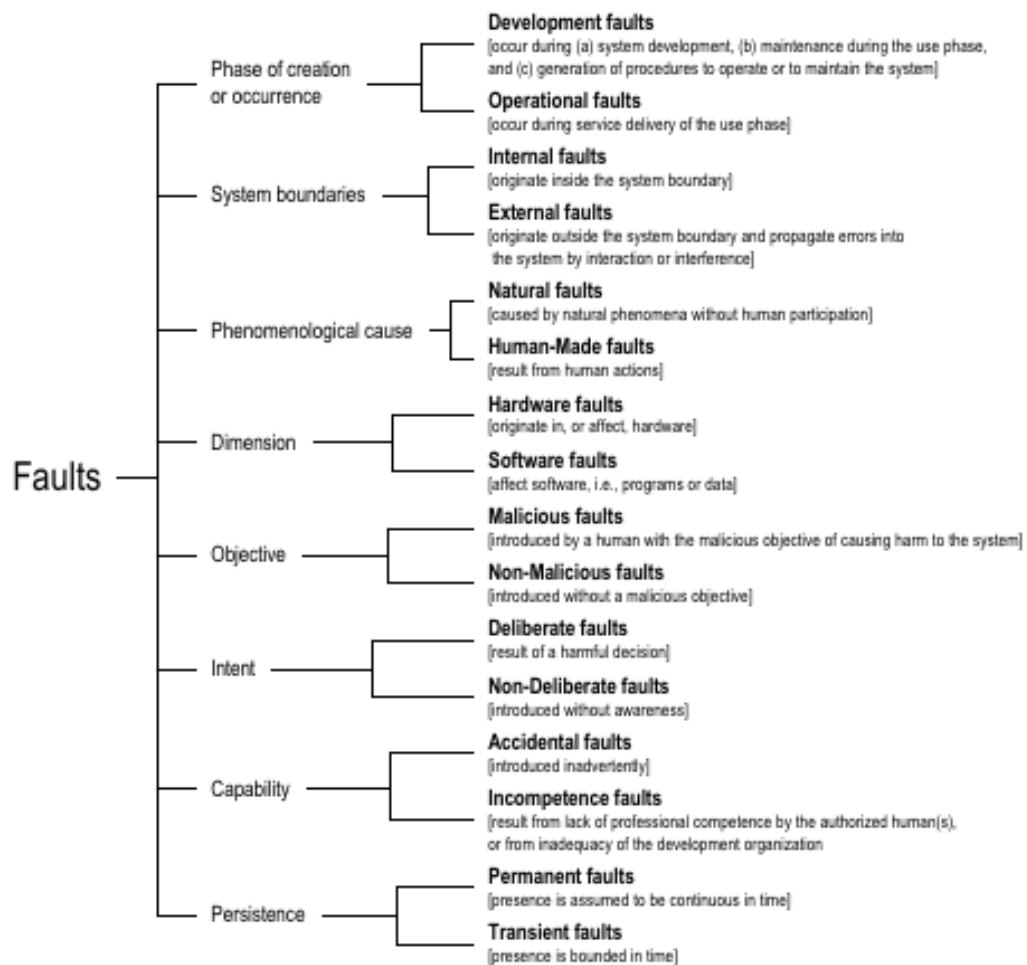 Faults
Phase of creation
or occurrence
Development faults
[occur during (a) system development, (b) maintenance during the use phase,
and (c) generation of procedures to operate or to maintain the system]
Operational faults
[occur during service delivery of the use phase]
System boundaries
Internal faults
[originate inside the system boundary]
External faults
[originate outside the system boundary and propagate errors into
the system by interaction or interference]
Phenomenological cause
Natural faults
[caused by natural phenomena without human participation]
Human-Made faults
[result from human actions]
Dimension
Hardware faults
[originate in, or affect, hardware]
Software faults
[affect software, i.e., programs or data]
Objective
Malicious faults
[introduced by a human with the malicious objective of causing harm to the system]
Non-Malicious faults
[introduced without a malicious objective]
Intent
Deliberate faults
[result of a harmful decision]
Non-Deliberate faults
[introduced without awareness]
Capability
Accidental faults
[introduced inadvertently]
Incompetence faults
[result from lack of professional competence by the authorized human(s),
or from inadequacy of the development organization
Persistence
Permanent faults
[presence is assumed to be continuous in time]
Transient faults
[presence is bounded in time]